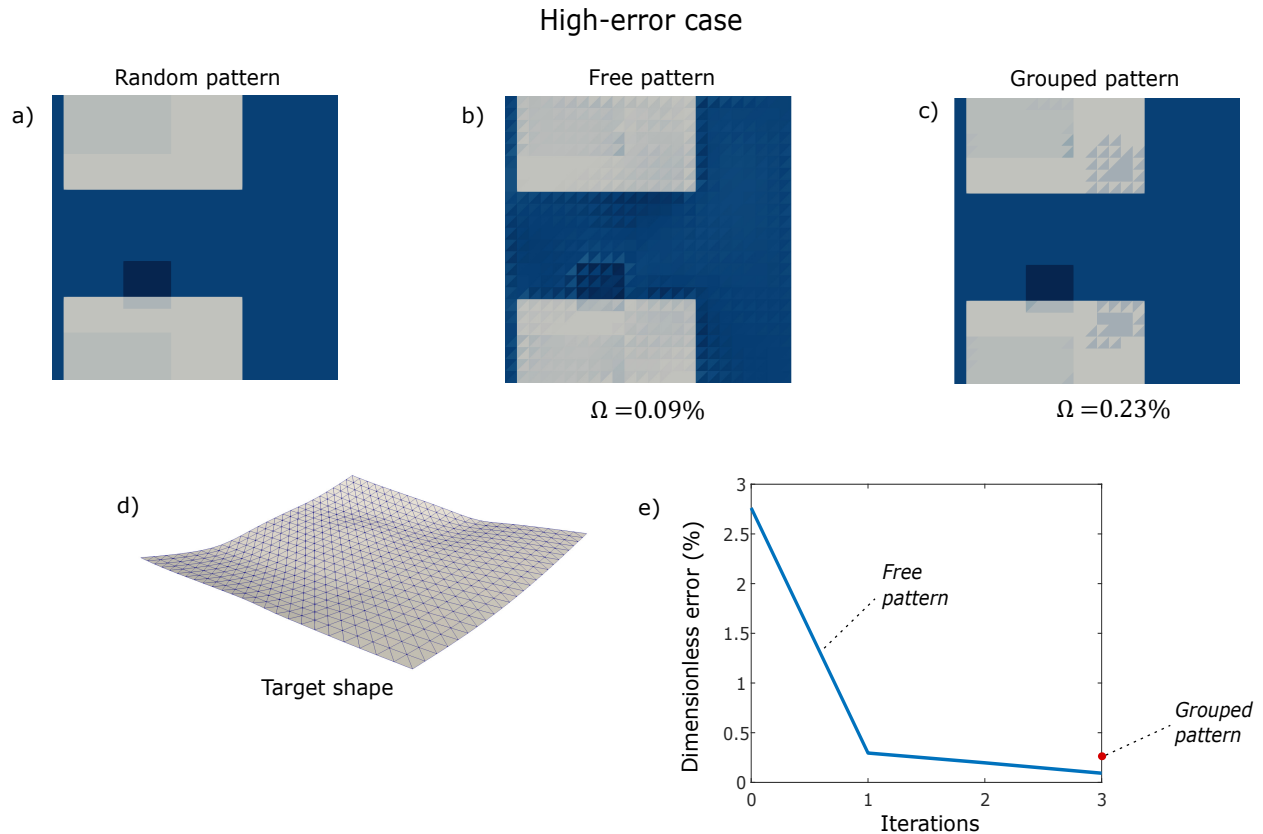 High-error case
Random pattern
Free pattern
Grouped pattern
a)
b)
c)
Ω =0.09%
Ω =0.23%
d)
Target shape
e)
Dimensionless error (%)
3
2.5
2
1.5
1
0.5
0
Free
pattern
Grouped
pattern
0
1
2
3
Iterations